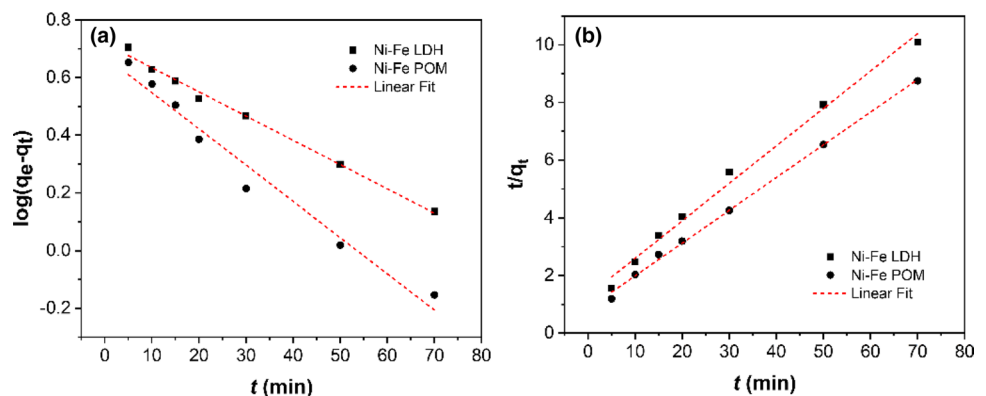 (a)
Ni-Fe LDH
Ni-Fe POM
Linear Fit
log(qe-qt)
0.8
0.6
0.4
0.2
0.0
-0.2
0 10 20 30 40 50 60 70 80
t (min)
(b)
Ni-Fe LDH
Ni-Fe POM
Linear Fit
t/qt
10
8
6
4
2
0
0 10 20 30 40 50 60 70 80
t (min)